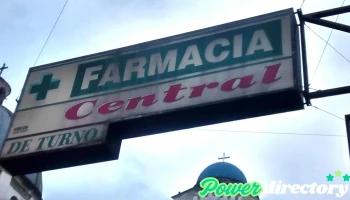 FARMACIA
Central
DE TURNO
Powerdirectory